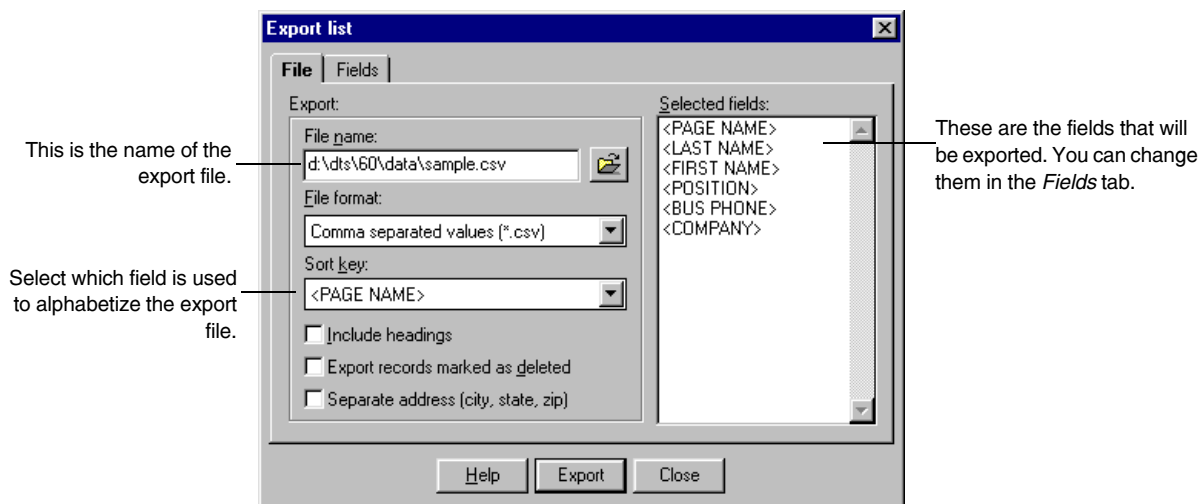 Export list
File
Fields
Export:
File name:
d:\dts\60\data\sample.csv
File format:
Comma separated values (*.csv)
Sort key:
<PAGE NAME>
Include headings
Export records marked as deleted
Separate address (city, state, zip)
Selected fields:
<PAGE NAME>
<LAST NAME>
<FIRST NAME>
<POSITION>
<BUS PHONE>
<COMPANY>
Help
Export
Close
This is the name of the
export file.
Select which field is used
to alphabetize the export
file.
These are the fields that will
be exported. You can change
them in the Fields tab.